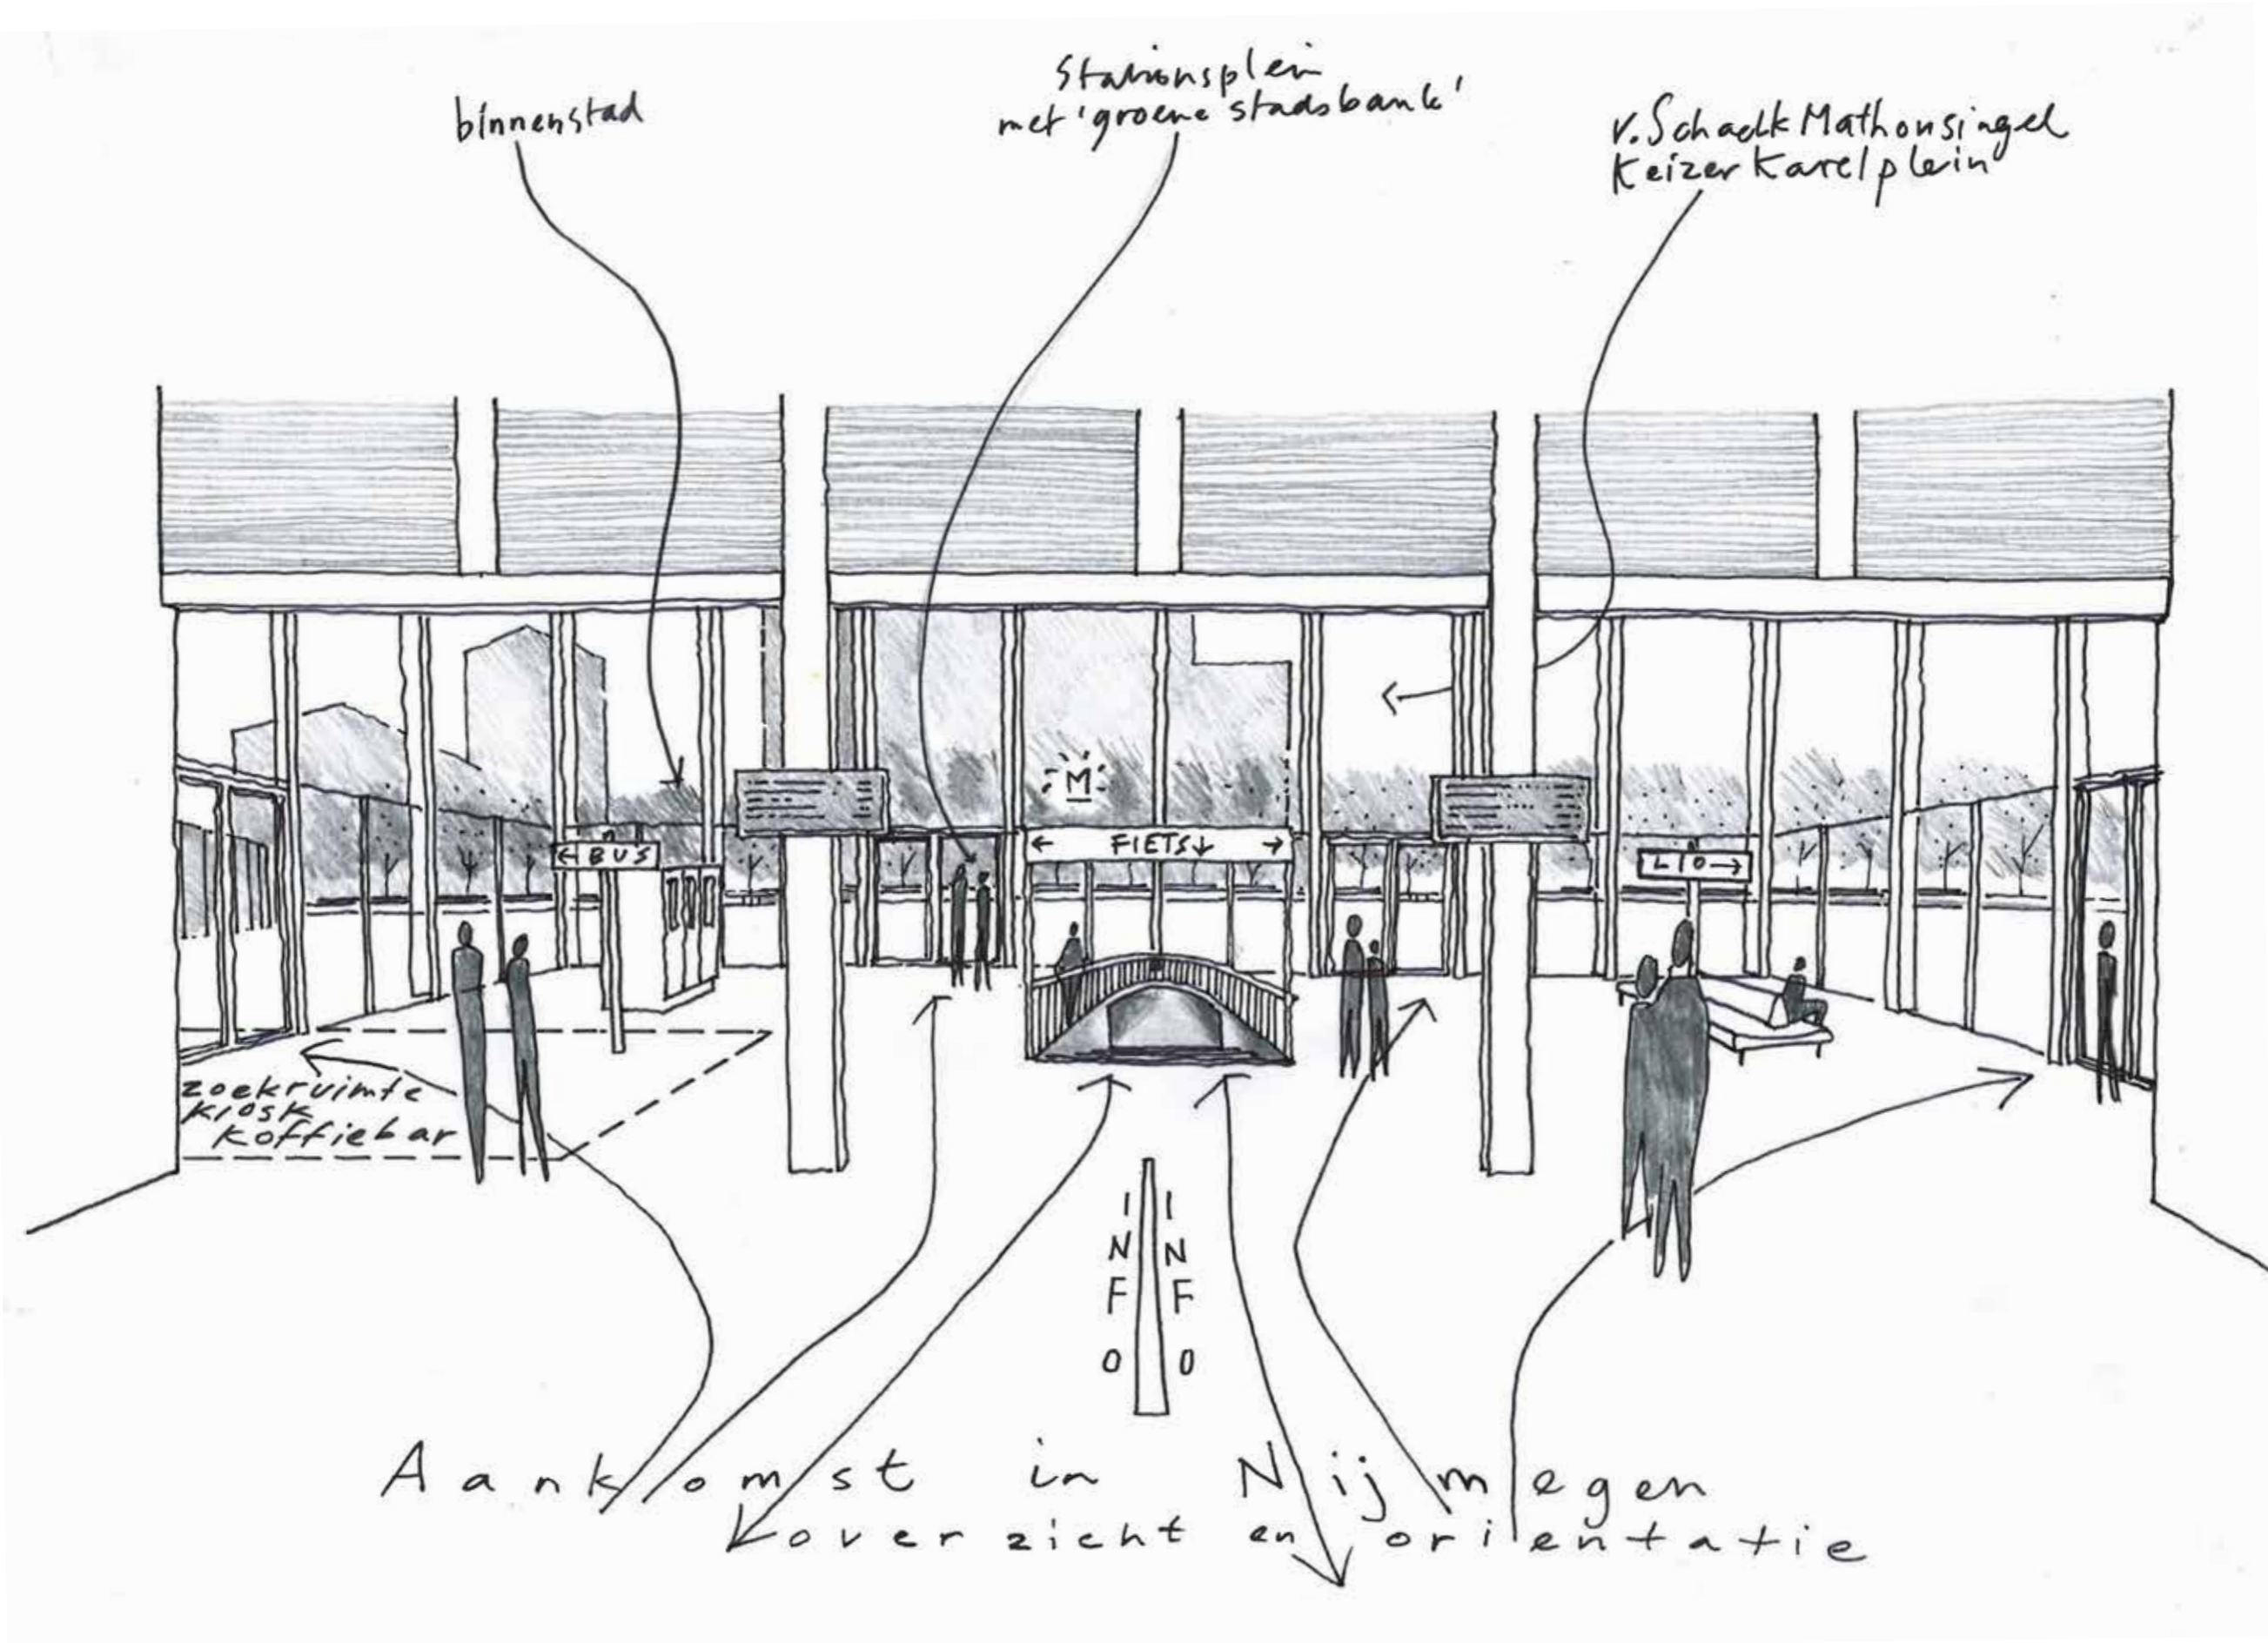 binnenstad
Stationsplein
met 'groene stadsbank'
v. Schaeck Mathonsingel
Keizer Karelplein
M
← BUS
← FIETS↓ →
L I O →
zoekruimte
kiosk
koffiebar
INFO
INFO
Aankomst in Nijmegen
overzicht en orientatie